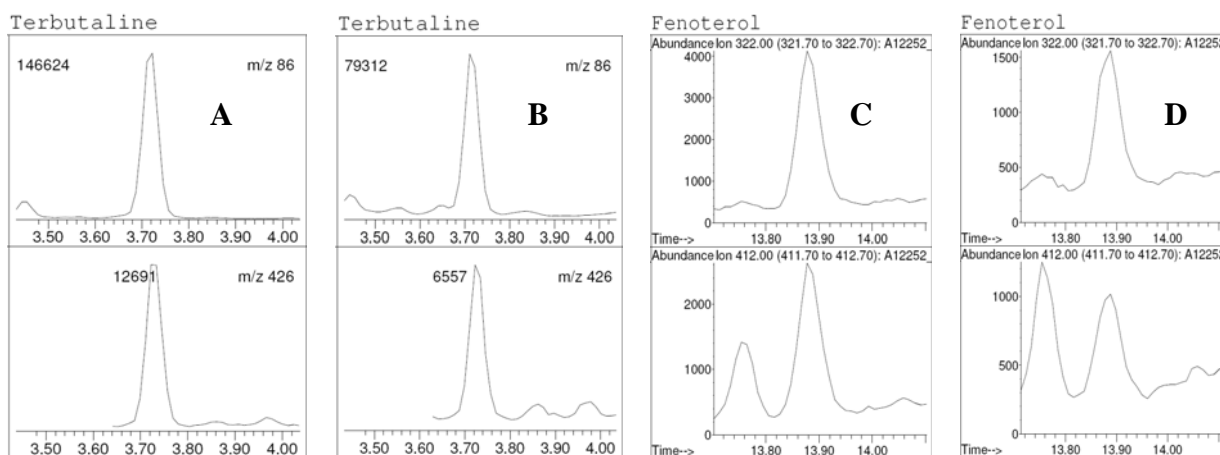 Terbutaline
146624
m/z 86
A
3.50 3.60 3.70 3.80 3.90 4.00
12691
m/z 426
3.50 3.60 3.70 3.80 3.90 4.00
Terbutaline
79312
m/z 86
B
3.50 3.60 3.70 3.80 3.90 4.00
6557
m/z 426
3.50 3.60 3.70 3.80 3.90 4.00
Fenoterol
Abundance Ion 322.00 (321.70 to 322.70): A12252_
4000
3000
2000
1000
0
C
Time--> 13.80 13.90 14.00
Abundance Ion 412.00 (411.70 to 412.70): A12252_
2000
1000
0
Time--> 13.80 13.90 14.00
Fenoterol
Abundance Ion 322.00 (321.70 to 322.70): A12252_
1500
1000
500
0
D
Time--> 13.80 13.90 14.00
Abundance Ion 412.00 (411.70 to 412.70): A12252
1000
500
0
Time--> 13.80 13.90 14.00